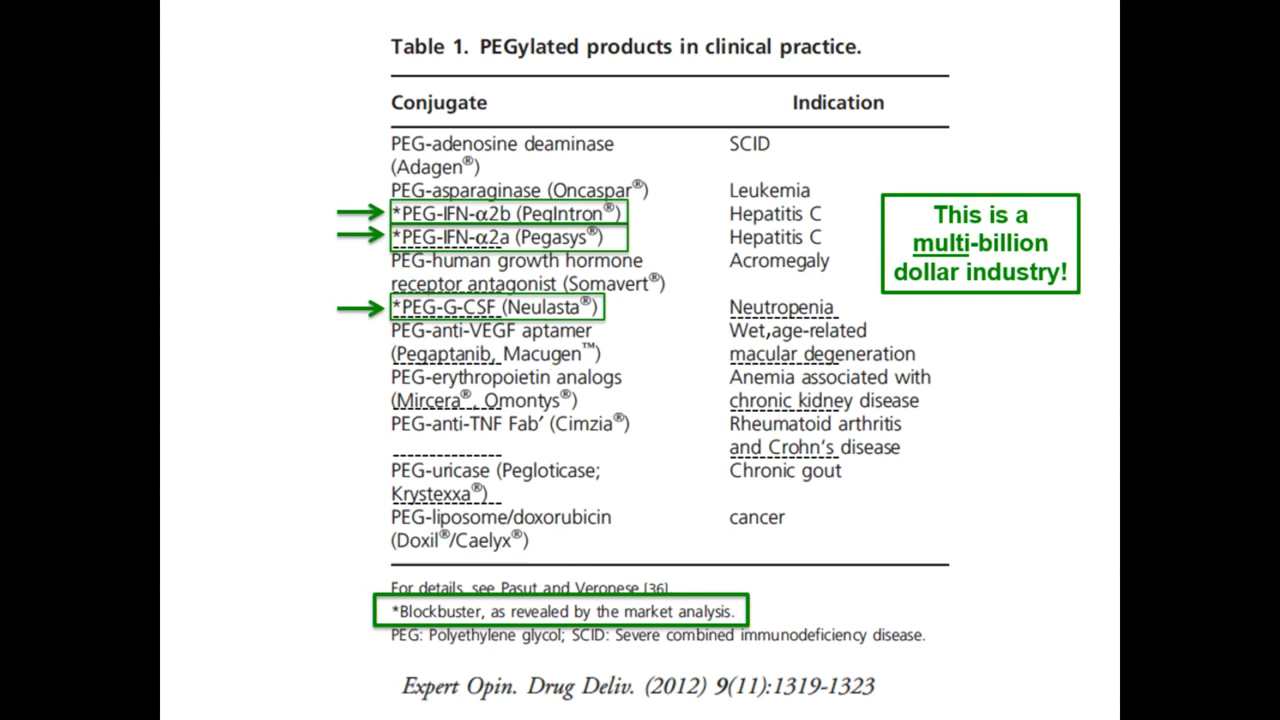 Table 1. PEGylated products in clinical practice.
Conjugate Indication
PEG-adenosine deaminase SCID
(Adagen®)
PEG-asparaginase (Oncaspar®) Leukemia
*PEG-IFN-α2b (PegIntron®) Hepatitis C
*PEG-IFN-α2a (Pegasys®) Hepatitis C
PEG-human growth hormone Acromegaly
receptor antagonist (Somavert®)
*PEG-G-CSF (Neulasta®) Neutropenia
PEG-anti-VEGF aptamer Wet,age-related
(Pegaptanib, Macugen™) macular degeneration
PEG-erythropoietin analogs Anemia associated with
(Mircera®, Omontys®) chronic kidney disease
PEG-anti-TNF Fab′ (Cimzia®) Rheumatoid arthritis
and Crohn's disease
PEG-uricase (Pegloticase; Chronic gout
Krystexxa®)
PEG-liposome/doxorubicin cancer
(Doxil®/Caelyx®)
This is a
multi-billion
dollar industry!
For details, see Pasut and Veronese [36]
*Blockbuster, as revealed by the market analysis.
PEG: Polyethylene glycol; SCID: Severe combined immunodeficiency disease.
Expert Opin. Drug Deliv. (2012) 9(11):1319-1323